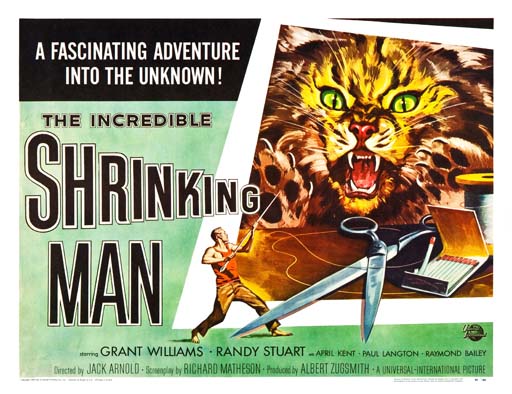 A FASCINATING ADVENTURE
INTO THE UNKNOWN!
THE INCREDIBLE
SHRINKING
MAN
starring GRANT WILLIAMS • RANDY STUART with APRIL KENT • PAUL LANGTON • RAYMOND BAILEY
Directed by JACK ARNOLD • Screenplay by RICHARD MATHESON • Produced by ALBERT ZUGSMITH • A UNIVERSAL-INTERNATIONAL PICTURE